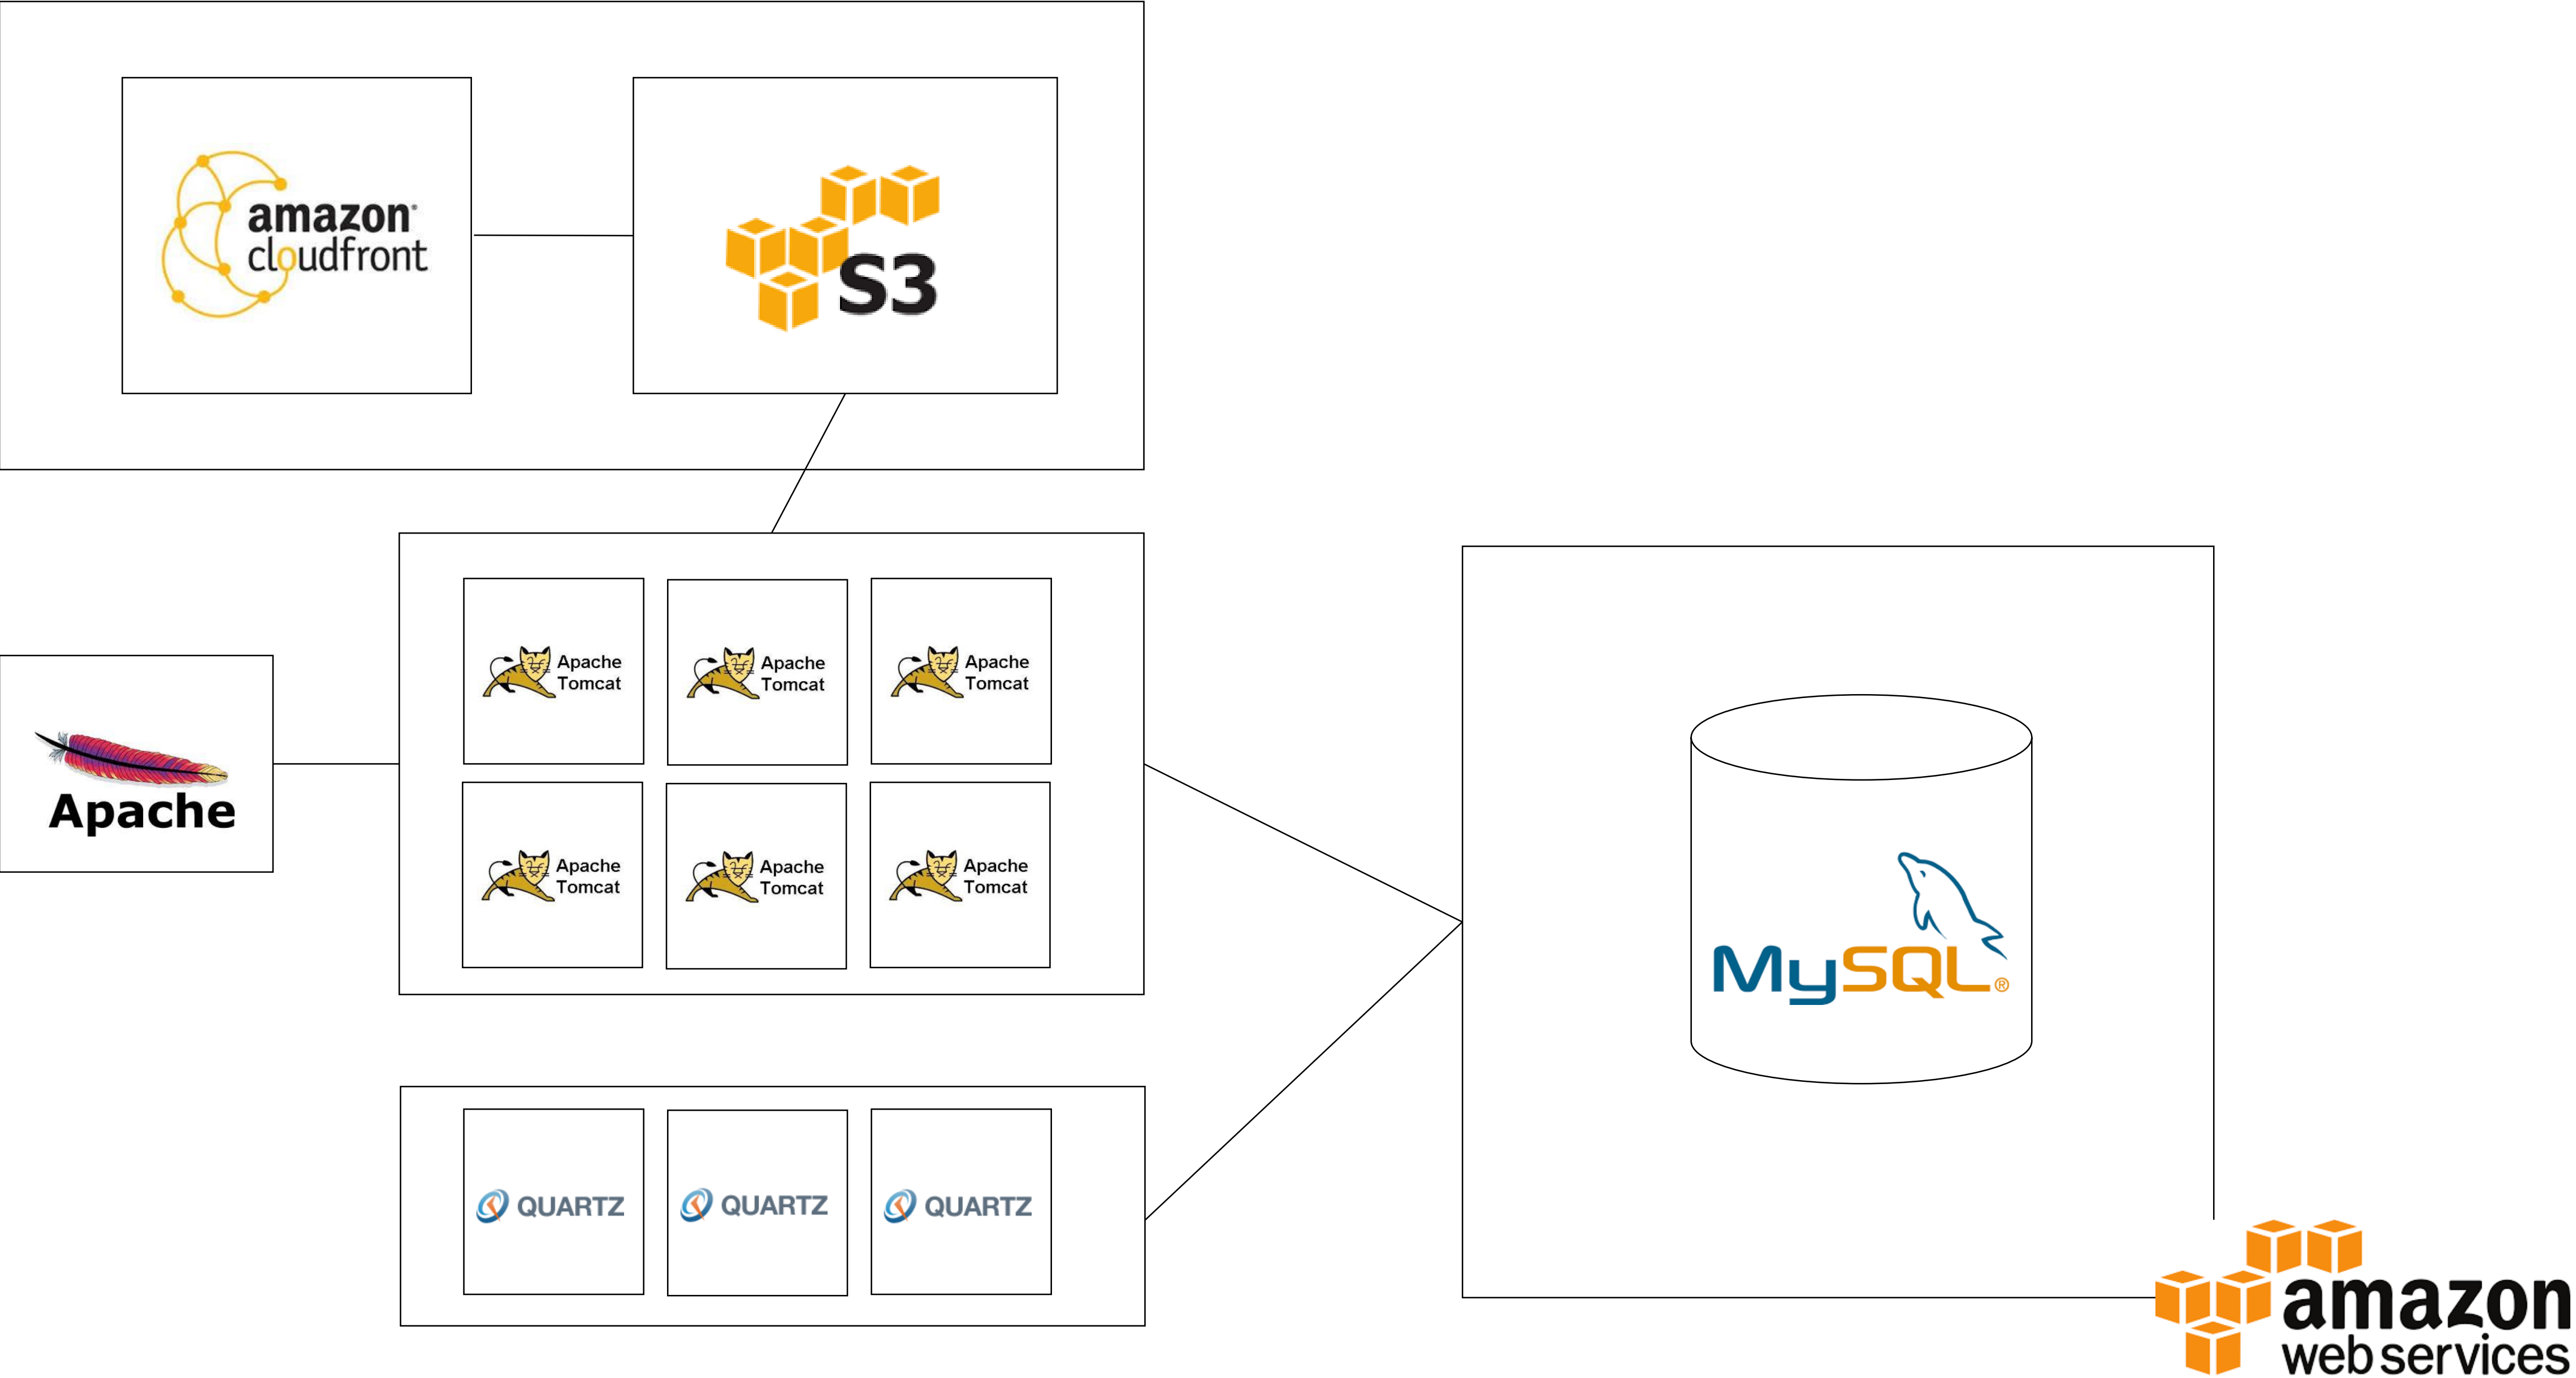 amazon
cloudfront
S3
Apache
Tomcat
Apache
Tomcat
Apache
Tomcat
Apache
Apache
Tomcat
Apache
Tomcat
Apache
Tomcat
MySQL®
QUARTZ
QUARTZ
QUARTZ
amazon
web services